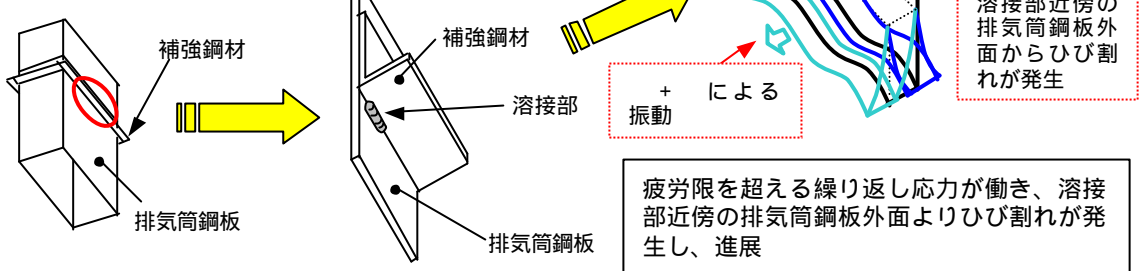 溶接部近傍の
排気筒鋼板外
面からひび割
れが発生
補強鋼材
補強鋼材
溶接部
+ による
振動
排気筒鋼板
排気筒鋼板
疲労限を超える繰り返し応力が働き、溶接
部近傍の排気筒鋼板外面よりひび割れが発
生し、進展